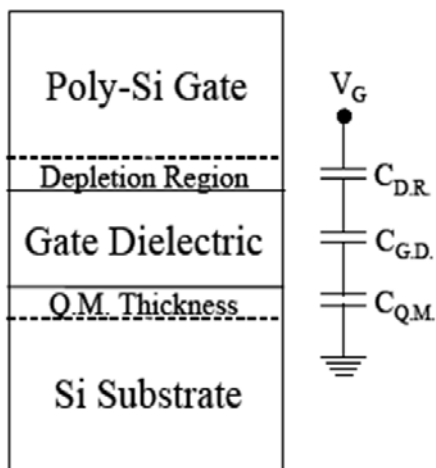 Poly-Si Gate
Depletion Region
Gate Dielectric
Q.M. Thickness
Si Substrate
V_G
C_D.R.
C_G.D.
C_Q.M.